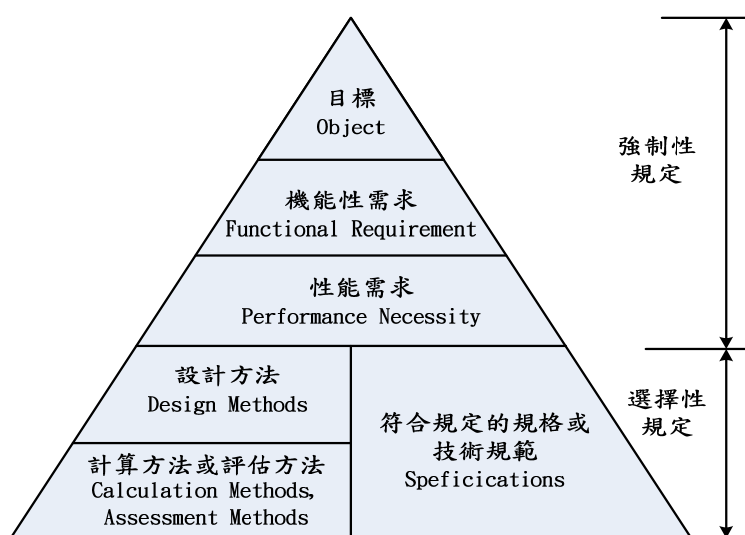 目標
Object
機能性需求
Functional Requirement
性能需求
Performance Necessity
設計方法
Design Methods
計算方法或評估方法
Calculation Methods,
Assessment Methods
符合規定的規格或
技術規範
Speficications
強制性
規定
選擇性
規定